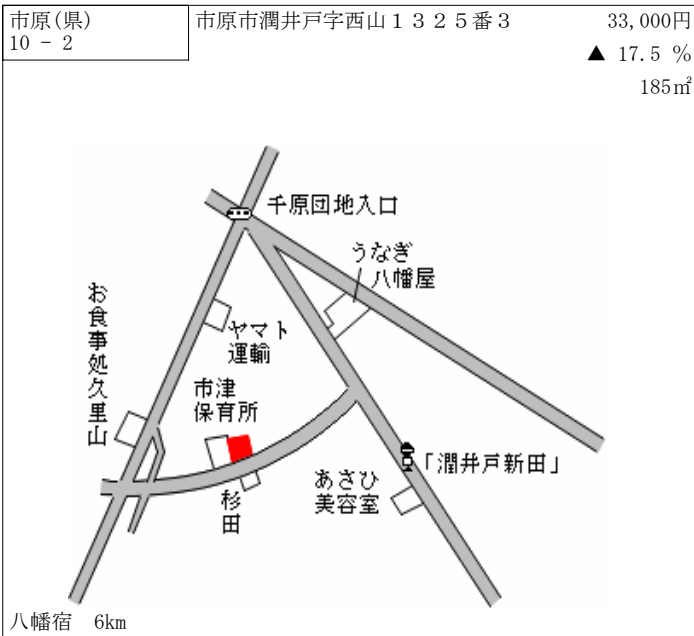 市原(県)
10 - 2
市原市潤井戸字西山１３２５番３
33,000円
▲ 17.5 %
185㎡
千原団地入口
うなぎ
八幡屋
お食事処久里山
ヤマト
運輸
市津
保育所
「潤井戸新田」
あさひ
美容室
杉田
八幡宿 6km